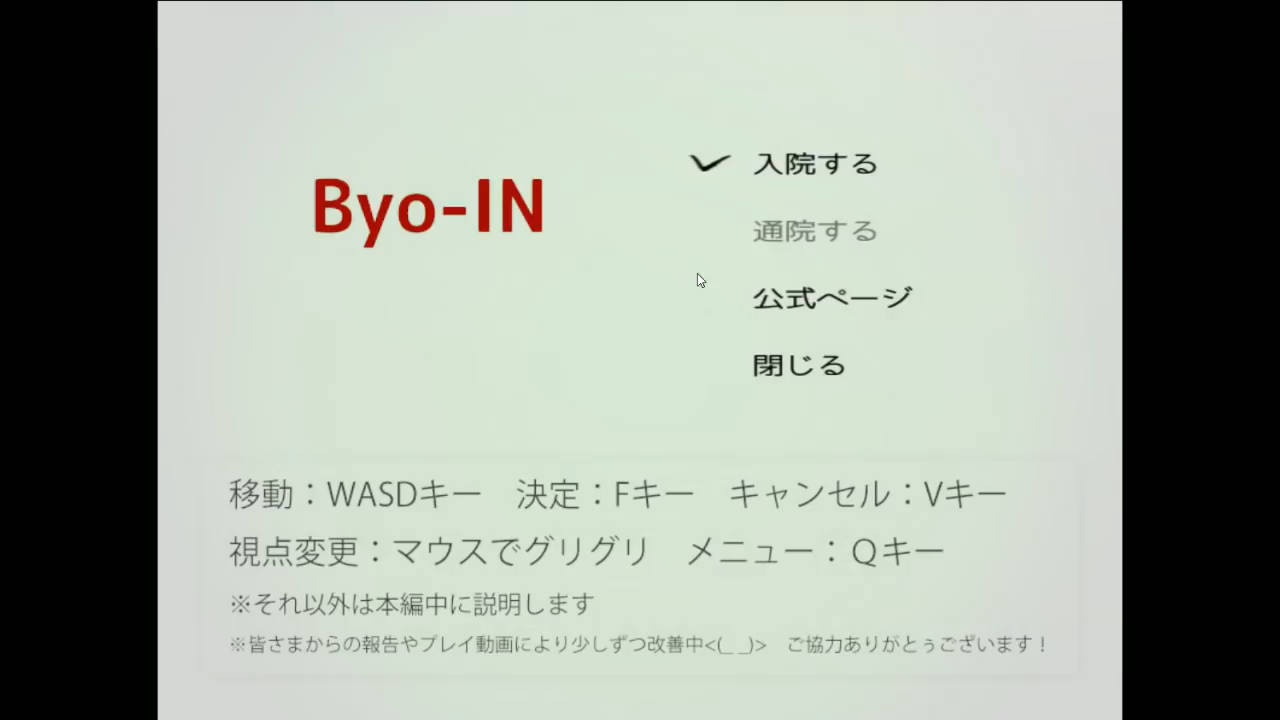 Byo-IN
入院する
通院する
公式ページ
閉じる
移動：WASDキー　決定：Fキー　キャンセル：Vキー
視点変更：マウスでグリグリ　メニュー：Qキー
※それ以外は本編中に説明します
※皆さまからの報告やプレイ動画により少しずつ改善中<(_ _)>　ご協力ありがとぅございます！